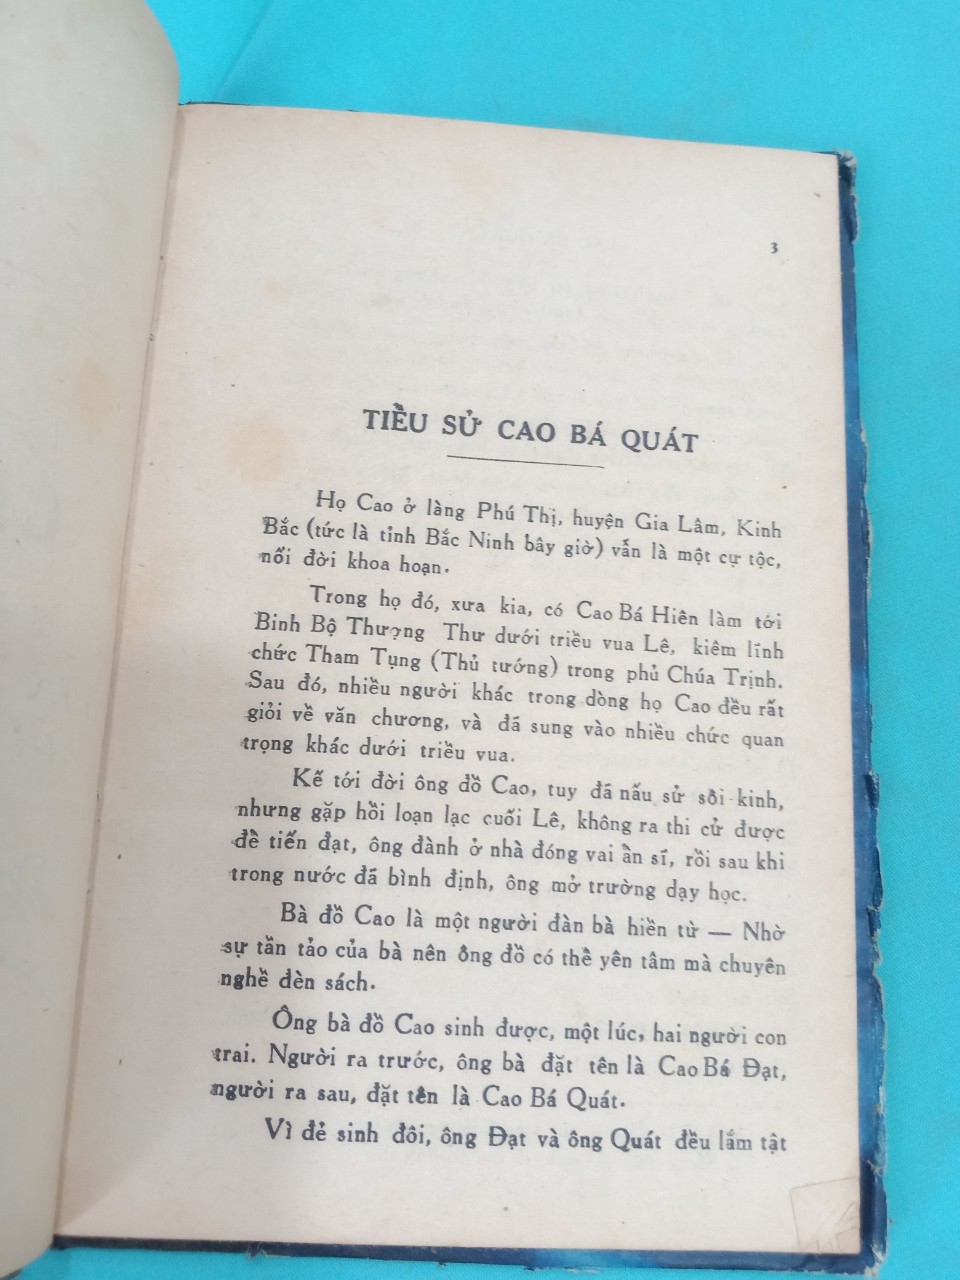 3
TIỂU SỬ CAO BÁ QUÁT
Họ Cao ở làng Phú Thị, huyện Gia Lâm, Kinh
Bắc (tức là tỉnh Bắc Ninh bây giờ) vẫn là một cự tộc,
nối đời khoa hoạn.
Trong họ đó, xưa kia, có Cao Bá Hiên làm tới
Binh Bộ Thượng Thư dưới triều vua Lê, kiêm lĩnh
chức Tham Tụng (Thủ tướng) trong phủ Chúa Trịnh.
Sau đó, nhiều người khác trong dòng họ Cao đều rất
giỏi về văn chương, và đã sung vào nhiều chức quan
trọng khác dưới triều vua.
Kế tới đời ông đồ Cao, tuy đã nấu sử sôi kinh,
nhưng gặp hồi loạn lạc cuối Lê, không ra thi cử được
để tiến đạt, ông đành ở nhà đóng vai ẩn sĩ, rồi sau khi
trong nước đã bình định, ông mở trường dạy học.
Bà đồ Cao là một người đàn bà hiền từ — Nhờ
sự tần tảo của bà nên ông đồ có thể yên tâm mà chuyên
nghề đèn sách.
Ông bà đồ Cao sinh được, một lúc, hai người con
trai. Người ra trước, ông bà đặt tên là Cao Bá Đạt,
người ra sau, đặt tên là Cao Bá Quát.
Vì đẻ sinh đôi, ông Đạt và ông Quát đều lắm tật